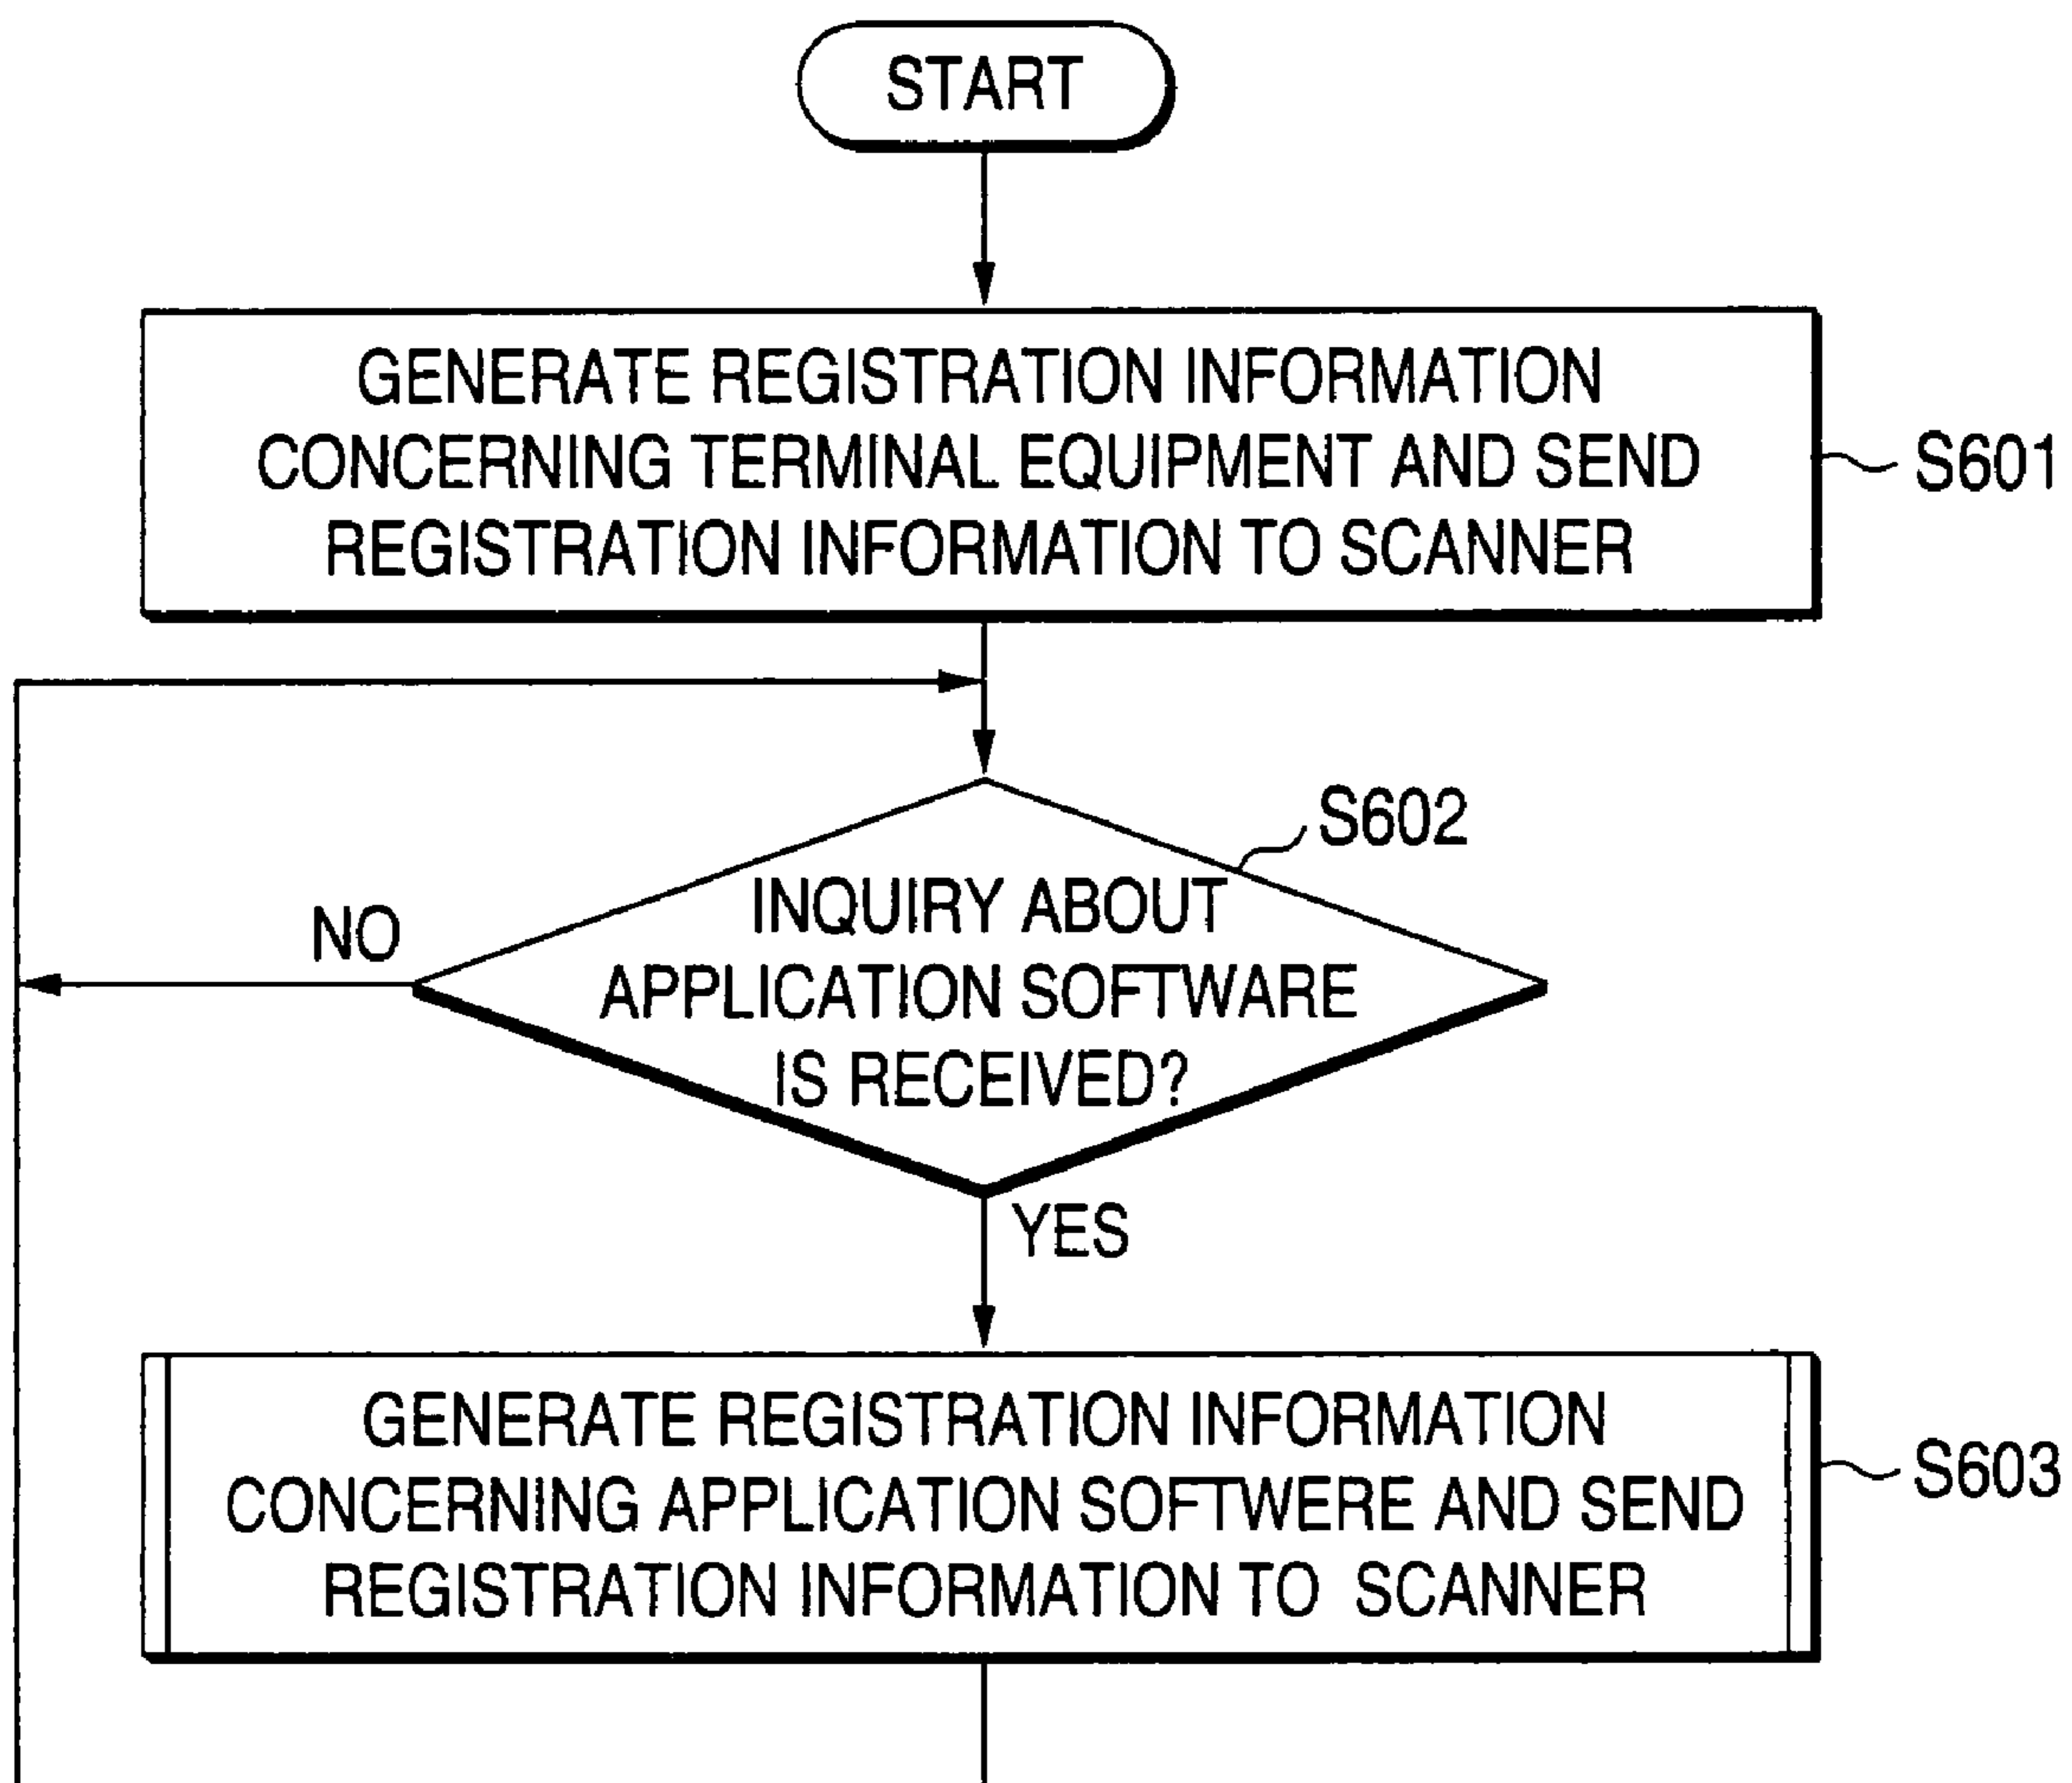 START
GENERATE REGISTRATION INFORMATION
CONCERNING TERMINAL EQUIPMENT AND SEND
REGISTRATION INFORMATION TO SCANNER
S601
S602
INQUIRY ABOUT
APPLICATION SOFTWARE
IS RECEIVED?
NO
YES
GENERATE REGISTRATION INFORMATION
CONCERNING APPLICATION SOFTWERE AND SEND
REGISTRATION INFORMATION TO SCANNER
S603